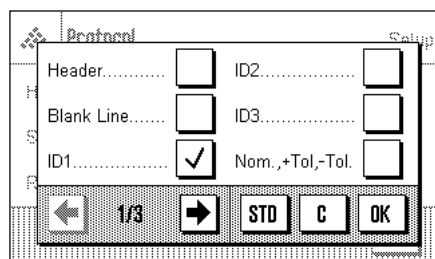 Protocol Setup
Header............. ID2..................
Blank Line....... ID3..................
ID1................. ✓ Nom.,+Tol,-Tol.
1/3 STD C OK